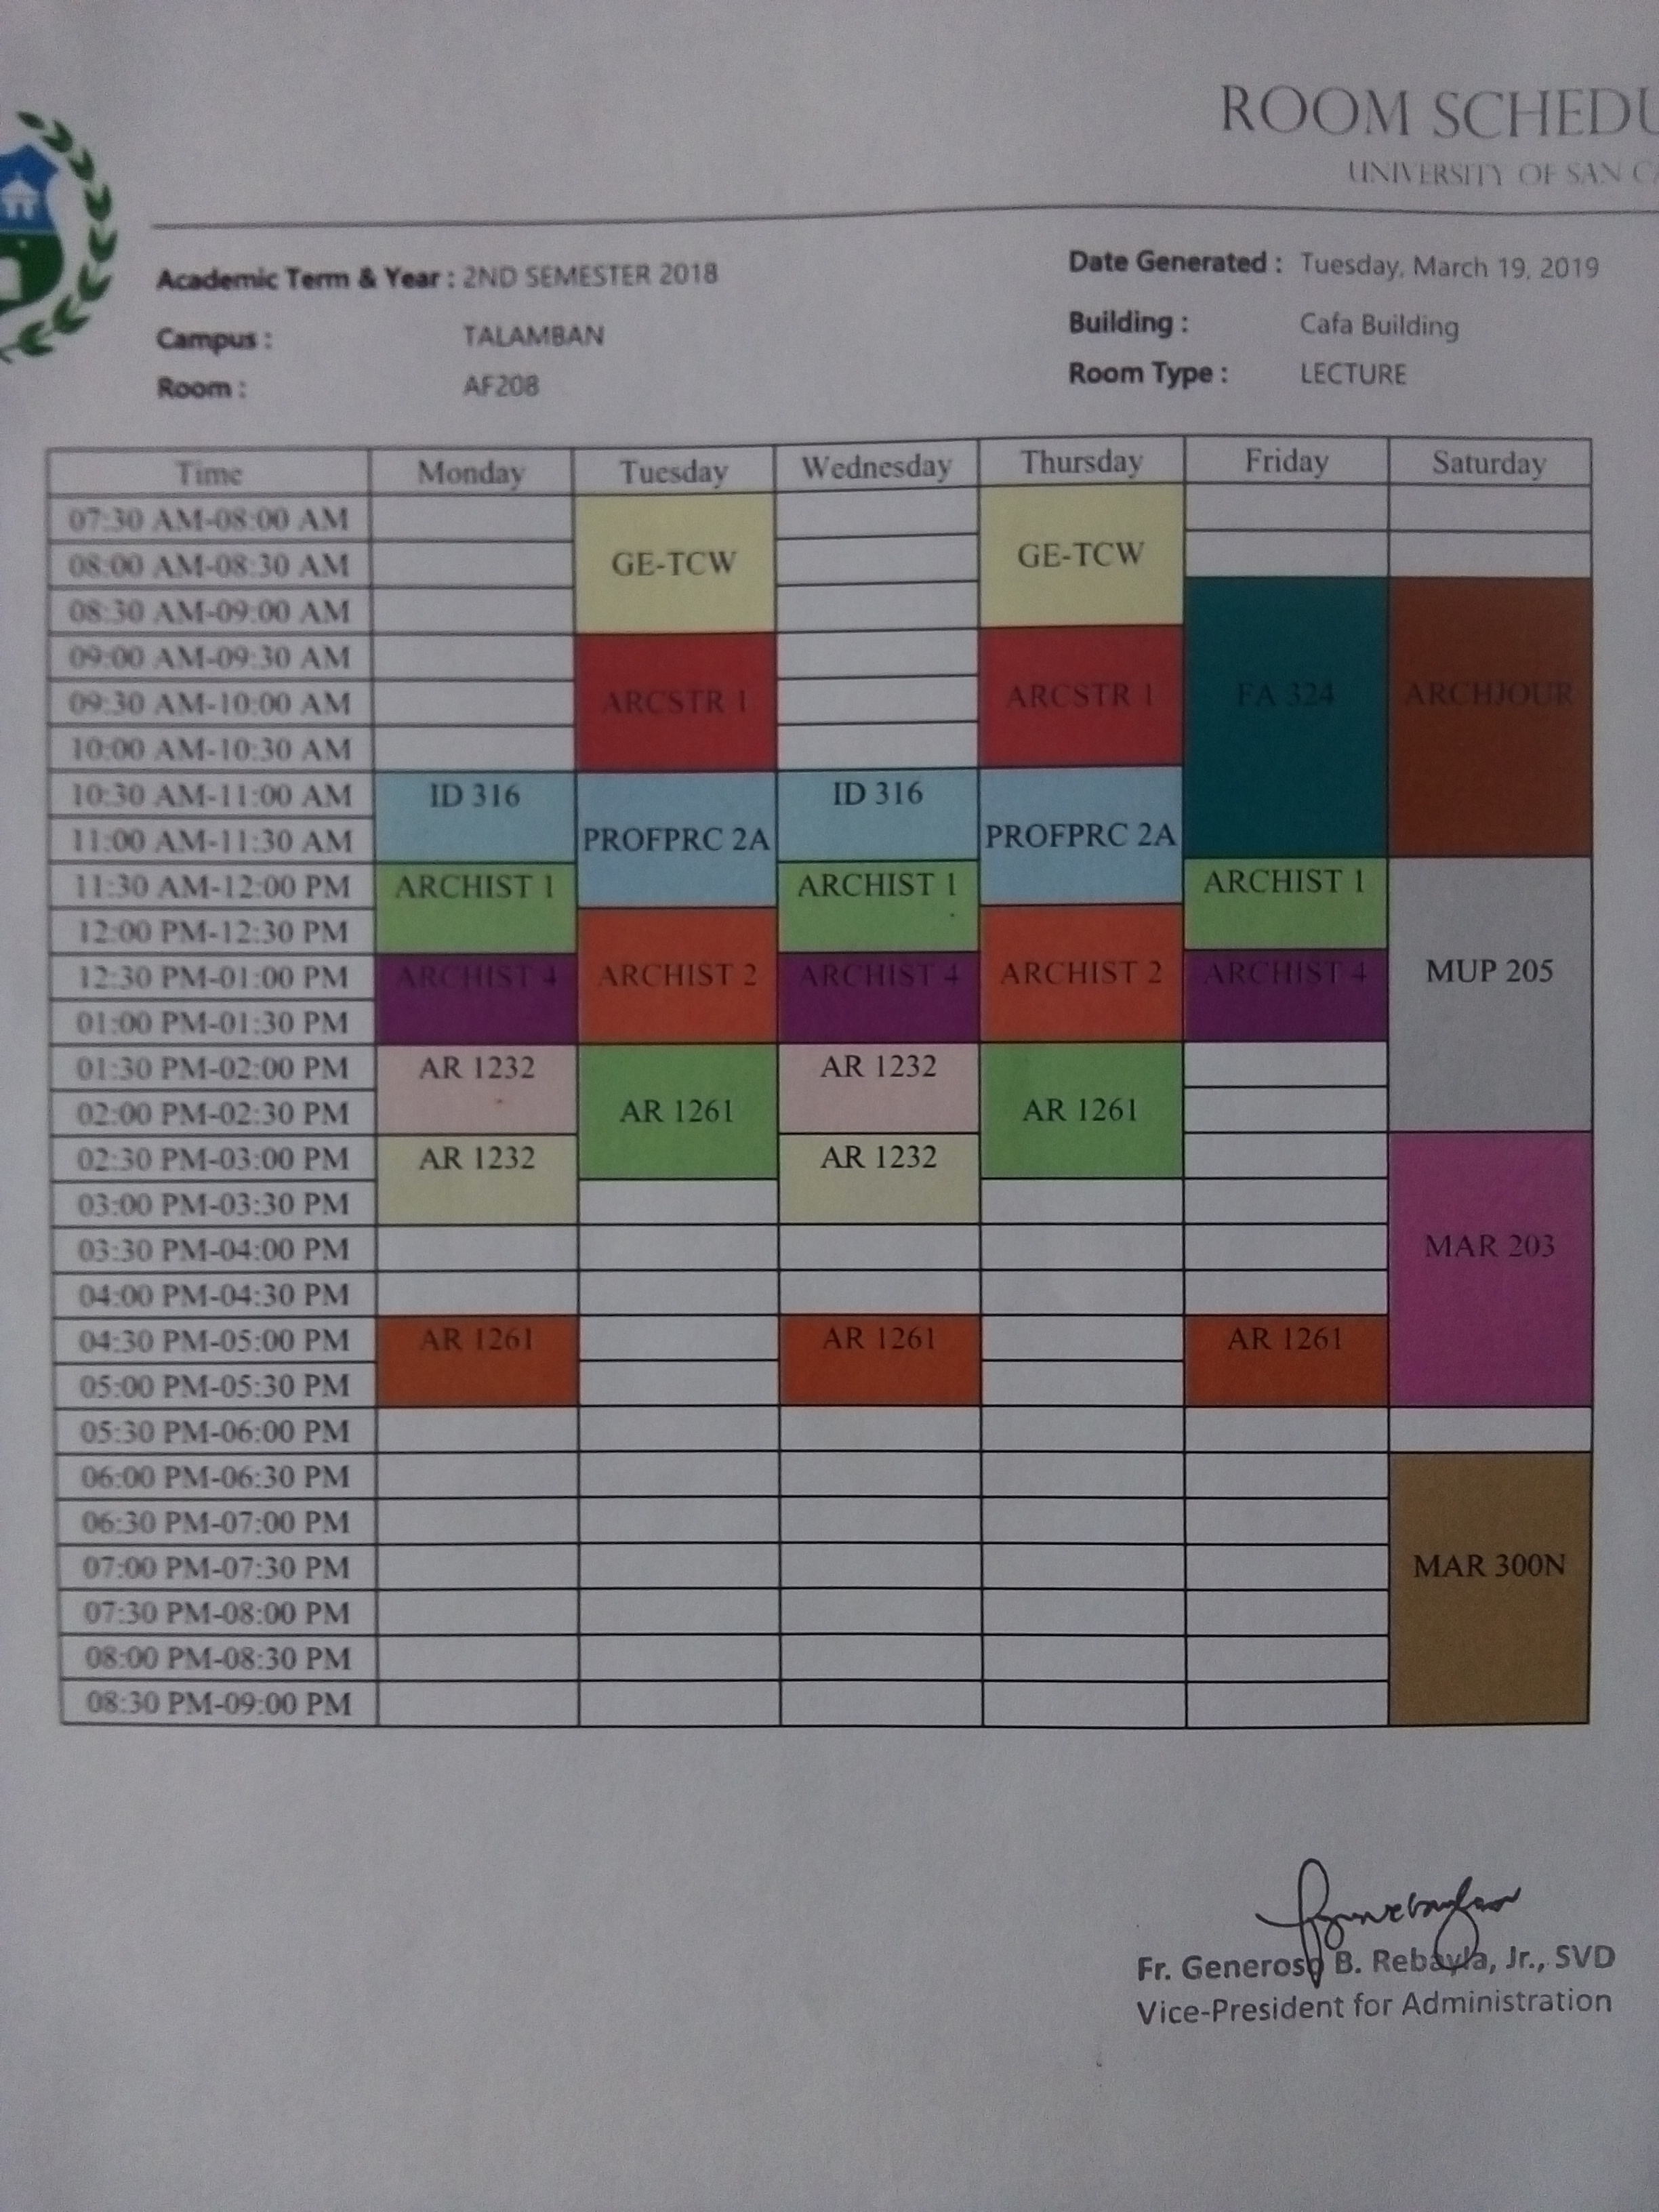 ROOM SCHEDU
UNIVERSITY OF SAN CA
Academic Term & Year : 2ND SEMESTER 2018
Date Generated : Tuesday, March 19, 2019
Campus : TALAMBAN
Building : Cafa Building
Room : AF208
Room Type : LECTURE
Time Monday Tuesday Wednesday Thursday Friday Saturday
07:30 AM-08:00 AM
08:00 AM-08:30 AM GE-TCW GE-TCW
08:30 AM-09:00 AM
09:00 AM-09:30 AM
09:30 AM-10:00 AM ARCSTR 1 ARCSTR 1 FA 324 ARCHJOUR
10:00 AM-10:30 AM
10:30 AM-11:00 AM ID 316 ID 316
11:00 AM-11:30 AM PROFPRC 2A PROFPRC 2A
11:30 AM-12:00 PM ARCHIST 1 ARCHIST 1 ARCHIST 1
12:00 PM-12:30 PM
12:30 PM-01:00 PM ARCHIST 4 ARCHIST 2 ARCHIST 4 ARCHIST 2 ARCHIST 4 MUP 205
01:00 PM-01:30 PM
01:30 PM-02:00 PM AR 1232 AR 1232
02:00 PM-02:30 PM AR 1261 AR 1261
02:30 PM-03:00 PM AR 1232 AR 1232
03:00 PM-03:30 PM
03:30 PM-04:00 PM MAR 203
04:00 PM-04:30 PM
04:30 PM-05:00 PM AR 1261 AR 1261 AR 1261
05:00 PM-05:30 PM
05:30 PM-06:00 PM
06:00 PM-06:30 PM
06:30 PM-07:00 PM
07:00 PM-07:30 PM MAR 300N
07:30 PM-08:00 PM
08:00 PM-08:30 PM
08:30 PM-09:00 PM
Fr. Generoso B. Rebayla, Jr., SVD
Vice-President for Administration